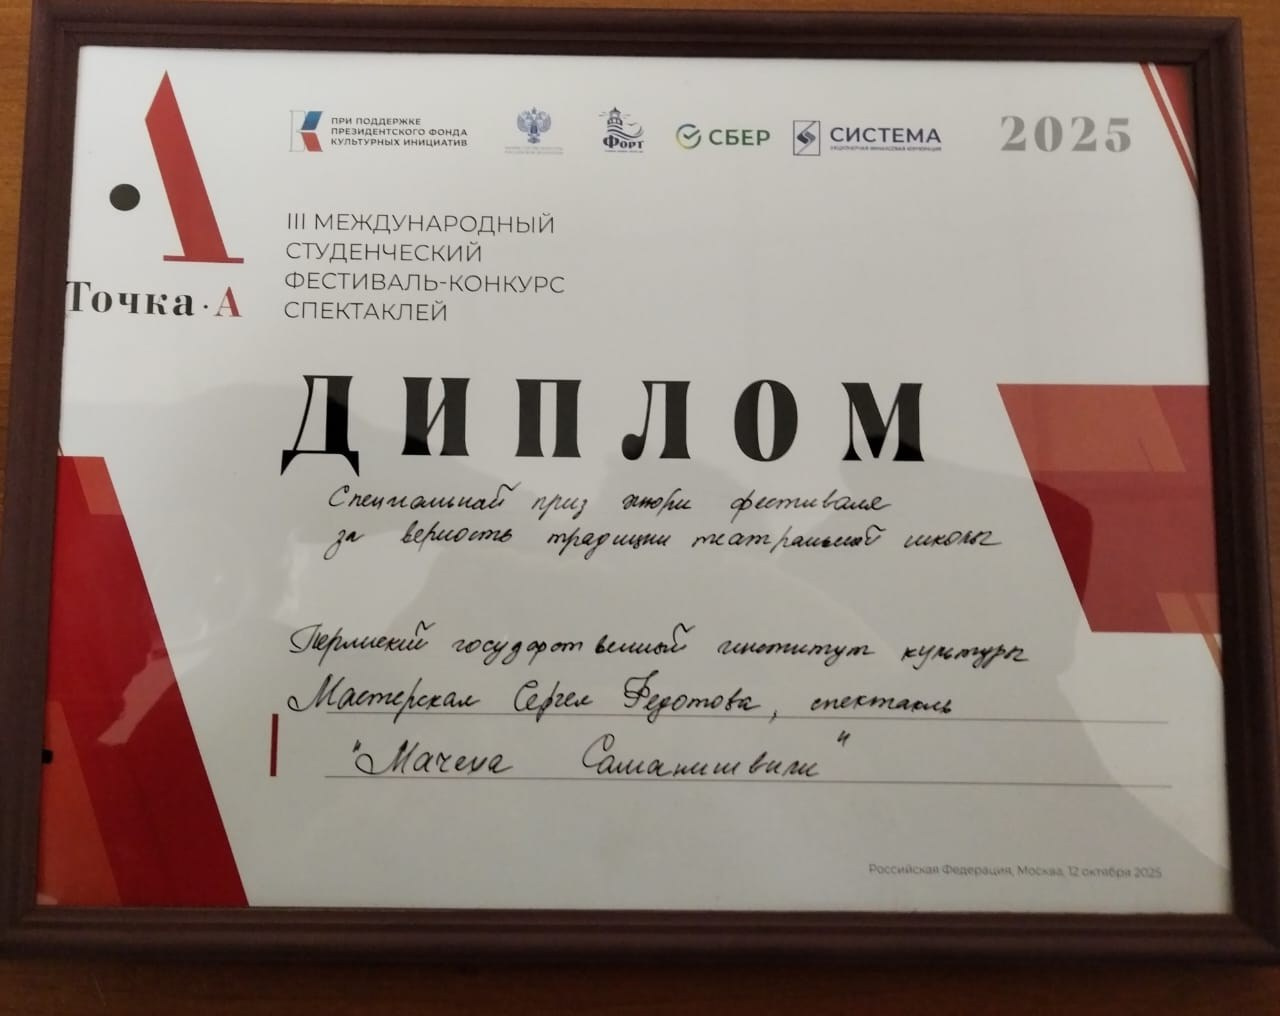 ПРИ ПОДДЕРЖКЕ
ПРЕЗИДЕНТСКОГО ФОНДА
КУЛЬТУРНЫХ ИНИЦИАТИВ
Форт
СБЕР
СИСТЕМА
2025
Точка · А
III МЕЖДУНАРОДНЫЙ
СТУДЕНЧЕСКИЙ
ФЕСТИВАЛЬ-КОНКУРС
СПЕКТАКЛЕЙ
ДИПЛОМ
Специальный приз жюри фестиваля
за верность традиции театральной школы
Пермский государственный институт культуры
Мастерская Сергея Федотова, спектакль
"Мачеха Саманишвили"
Российская Федерация, Москва, 12 октября 2025